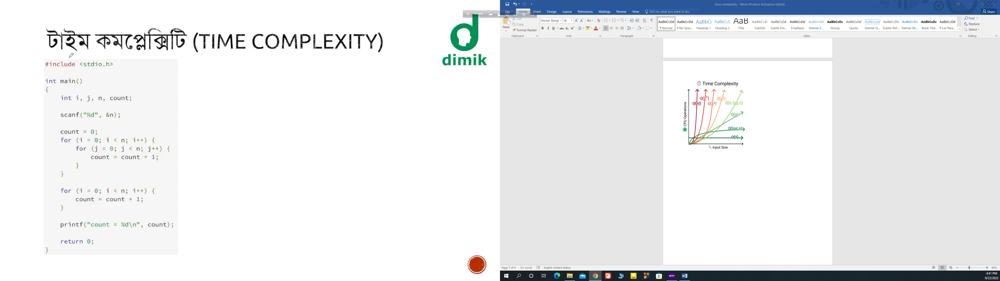 টাইম কমপ্লেক্সিটি (TIME COMPLEXITY)
dimik
#include <stdio.h>
int main()
{
int i, j, n, count;
scanf("%d", &n);
count = 0;
for (i = 0; i < n; i++) {
for (j = 0; j < n; j++) {
count = count + 1;
}
}
for (i = 0; i < n; i++) {
count = count + 1;
}
printf("count = %d\n", count);
return 0;
}
time complexity - Word (Product Activation Failed)
English
File Home Insert Design Layout References Mailings Review View Tell me what you want to do...
Share
Paste
Cut
Copy
Format Painter
Shonar Bangl 18
AaBbCcDd AaBbCcDd AaBbCc AaBbCcC AaB AaBbCcD AaBbCcDd AaBbCcDd AaBbCcDd AaBbCcDc AaBbCcDd AaBbCcDd AaBbCcDd AaBbCcDd AaBbCcDc AaBbCcDd
¶ Normal ¶ No Spac... Heading 1 Heading 2 Title Subtitle Subtle Em... Emphasis Intense E... Strong Quote Intense Q... Subtle Ref... Intense Re... Book Title ¶ List Para...
Find
Replace
Select
Clipboard Font Paragraph Styles Editing
Time Complexity
CPU Operations
O(n!)
O(2ˣ)
O(x³)
O(x²)
O(n log n)
O(n)
O(log n)
O(1)
Input Size
Page 7 of 8 122 words English (United States)
80%
4:41 PM
9/22/2022